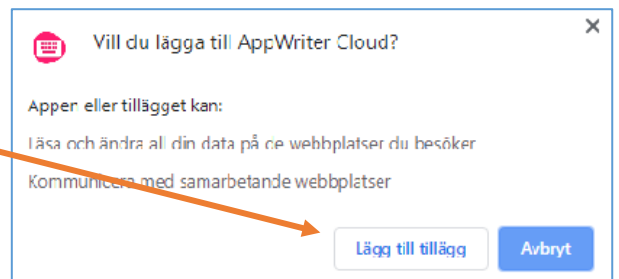 Vill du lägga till AppWriter Cloud?
Appen eller tillägget kan:
Läsa och ändra all din data på de webbplatser du besöker
Kommunicera med samarbetande webbplatser
Lägg till tillägg
Avbryt